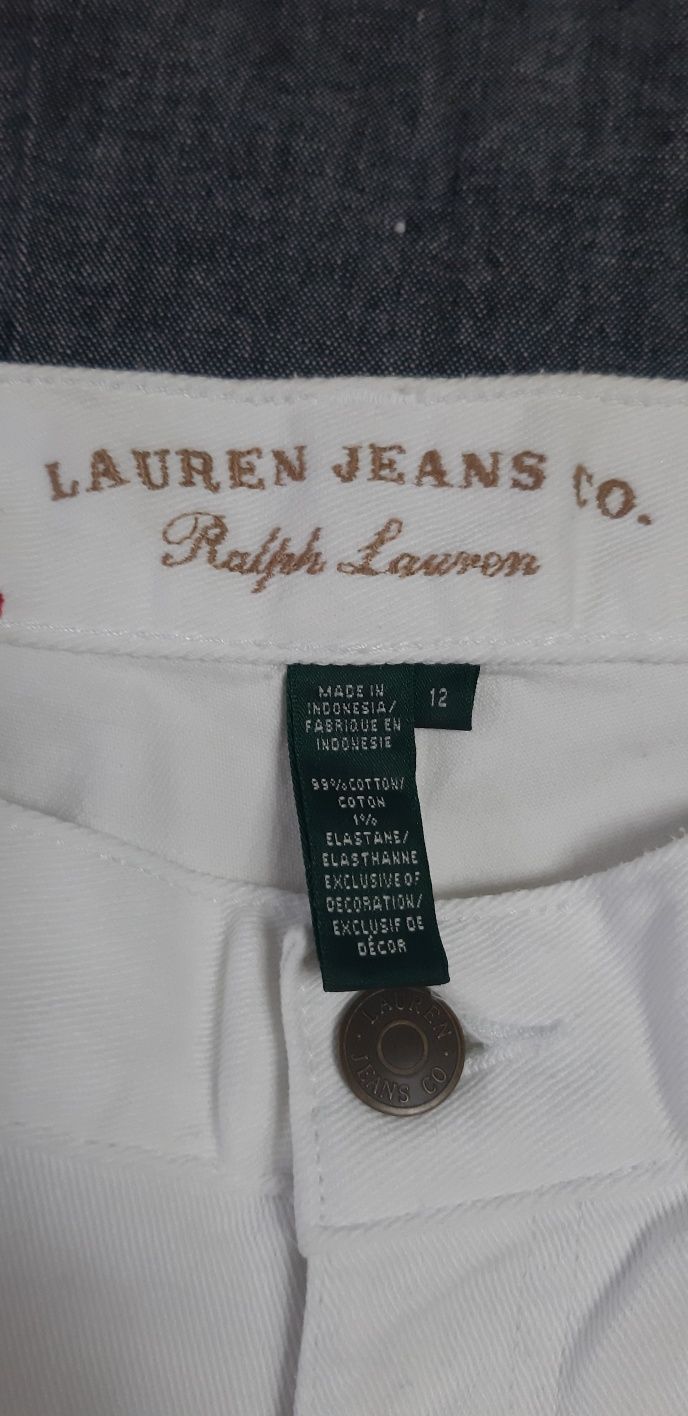 LAUREN JEANS CO.
Ralph Lauren
MADE IN
INDONESIA/
FABRIQUE EN
INDONESIE
12
99% COTTON/
COTON
1%
ELASTANE/
ELASTHANNE
EXCLUSIVE OF
DECORATION/
EXCLUSIF DE
DÉCOR
LAUREN
JEANS CO